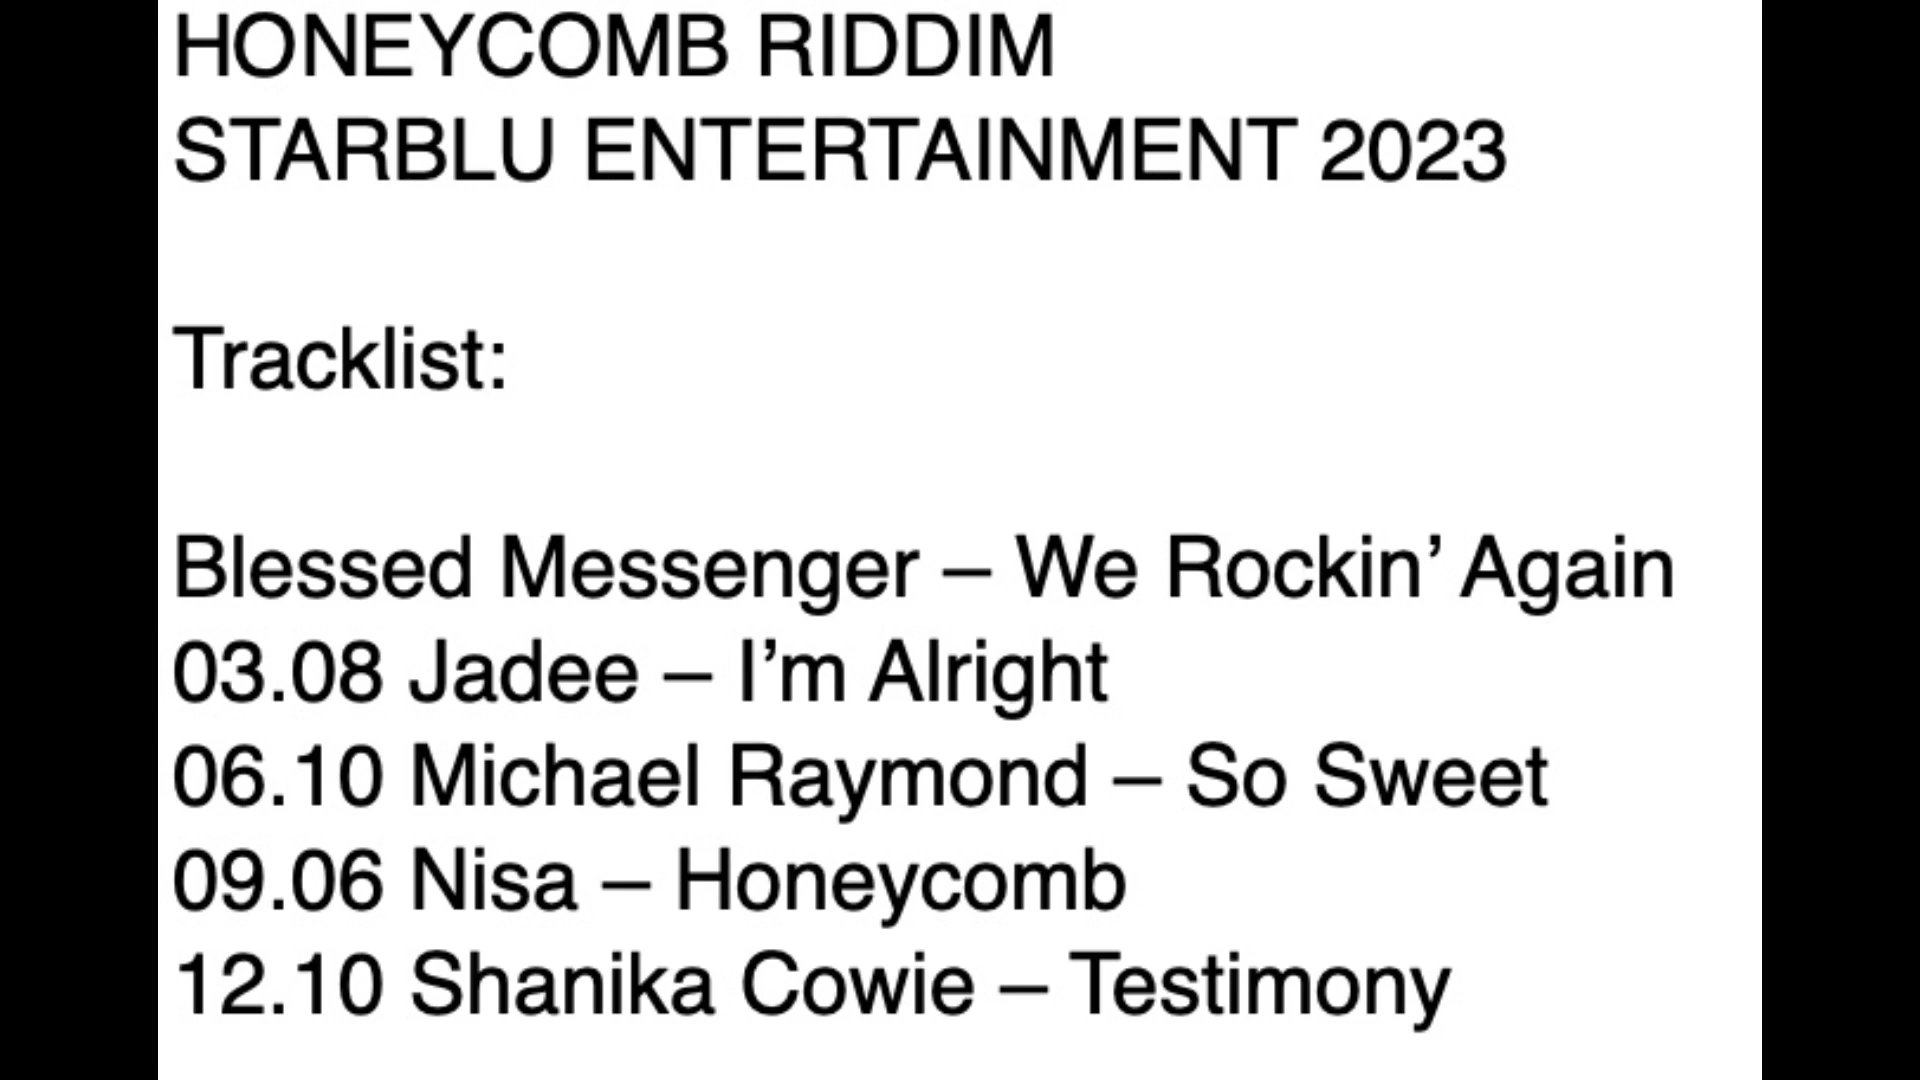 HONEYCOMB RIDDIM
STARBLU ENTERTAINMENT 2023
Tracklist:
Blessed Messenger – We Rockin’ Again
03.08 Jadee – I’m Alright
06.10 Michael Raymond – So Sweet
09.06 Nisa – Honeycomb
12.10 Shanika Cowie – Testimony